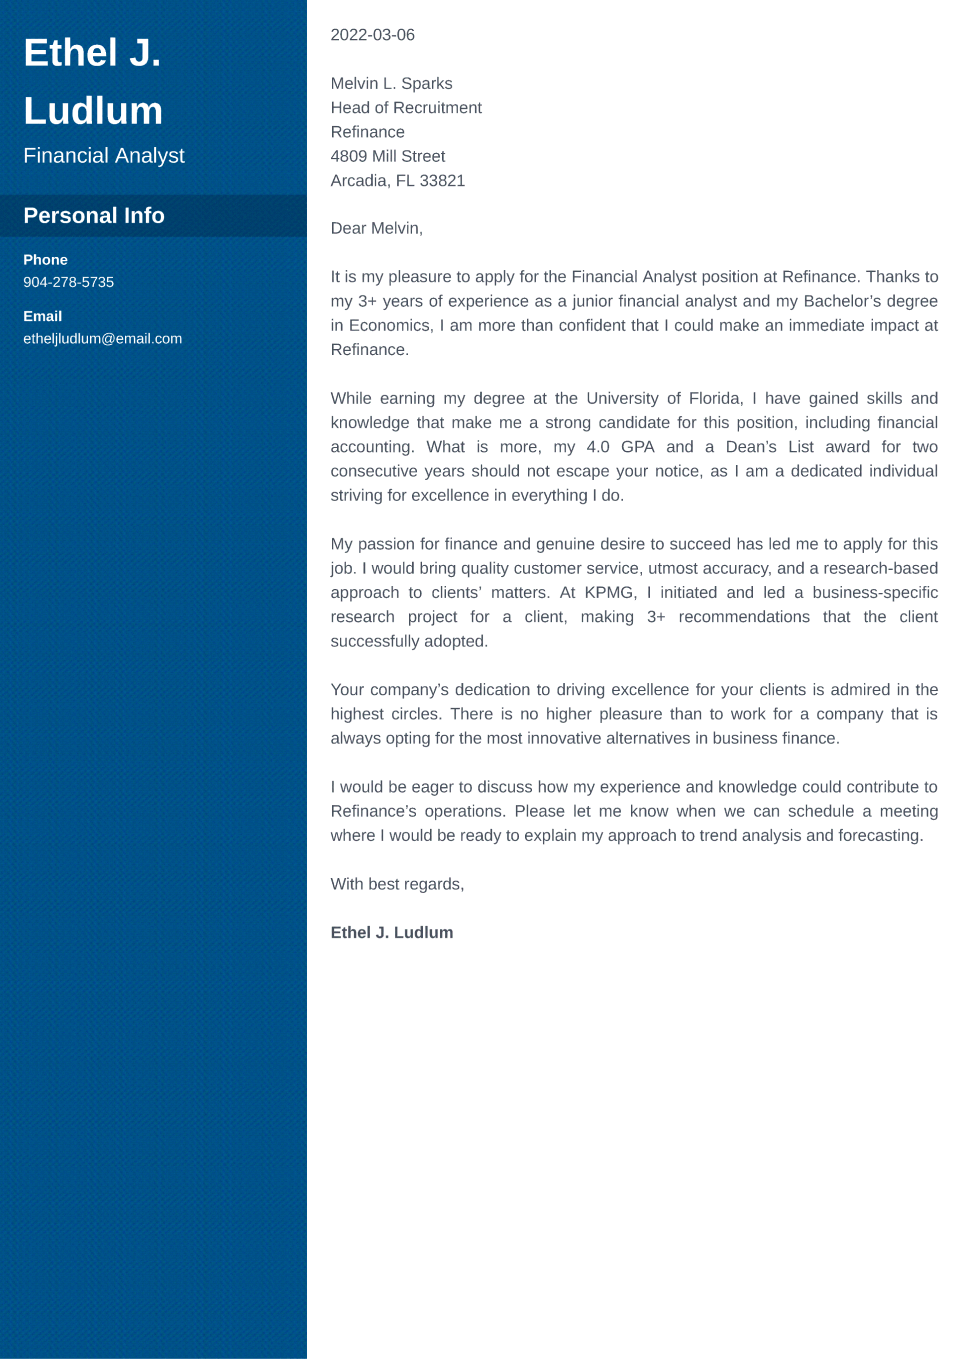 Ethel J.
Ludlum
Financial Analyst
Personal Info
Phone
904-278-5735
Email
etheljludlum@email.com
2022-03-06
Melvin L. Sparks
Head of Recruitment
Refinance
4809 Mill Street
Arcadia, FL 33821
Dear Melvin,
It is my pleasure to apply for the Financial Analyst position at Refinance. Thanks to
my 3+ years of experience as a junior financial analyst and my Bachelor’s degree
in Economics, I am more than confident that I could make an immediate impact at
Refinance.
While earning my degree at the University of Florida, I have gained skills and
knowledge that make me a strong candidate for this position, including financial
accounting. What is more, my 4.0 GPA and a Dean’s List award for two
consecutive years should not escape your notice, as I am a dedicated individual
striving for excellence in everything I do.
My passion for finance and genuine desire to succeed has led me to apply for this
job. I would bring quality customer service, utmost accuracy, and a research-based
approach to clients’ matters. At KPMG, I initiated and led a business-specific
research project for a client, making 3+ recommendations that the client
successfully adopted.
Your company’s dedication to driving excellence for your clients is admired in the
highest circles. There is no higher pleasure than to work for a company that is
always opting for the most innovative alternatives in business finance.
I would be eager to discuss how my experience and knowledge could contribute to
Refinance’s operations. Please let me know when we can schedule a meeting
where I would be ready to explain my approach to trend analysis and forecasting.
With best regards,
Ethel J. Ludlum